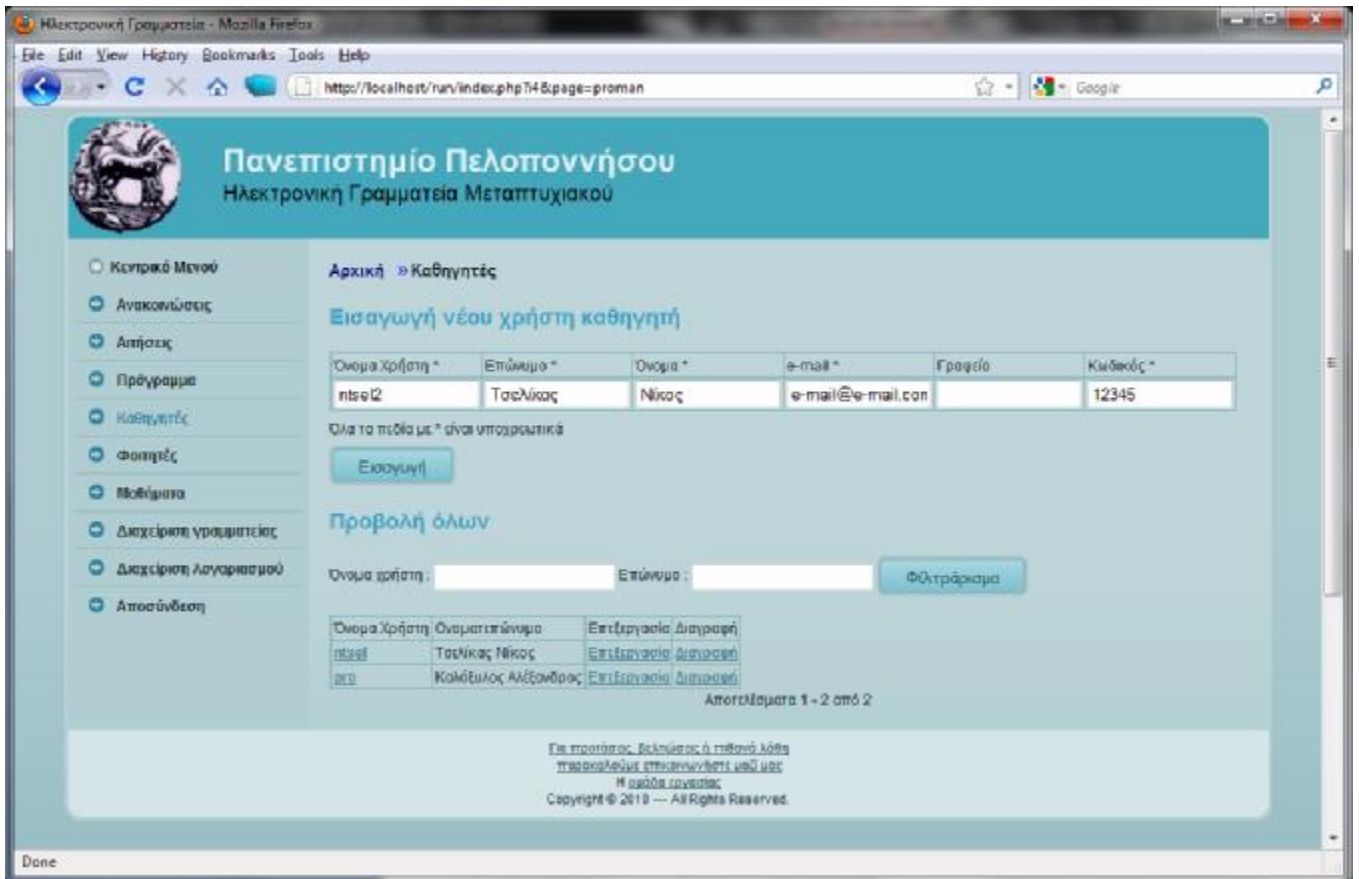 Ηλεκτρονική Γραμματεία - Mozilla Firefox
File Edit View History Bookmarks Tools Help
http://localhost/run/index.php?i4&page=proman
Google
Πανεπιστημίο Πελοποννήσου
Ηλεκτρονική Γραμματεία Μεταπτυχιακού
Κεντρικό Μενού
Ανακοινώσεις
Αιτήσεις
Πρόγραμμα
Καθηγητές
Φοιτητές
Μαθήματα
Διαχείριση γραμματείας
Διαχείριση λογαριασμού
Αποσύνδεση
Αρχική » Καθηγητές
Εισαγωγή νέου χρήστη καθηγητή
Όνομα Χρήστη * Επώνυμο * Όνομα * e-mail * Γραφείο Κωδικός *
ntsel2 Τσελίκας Νίκος e-mail@e-mail.com 12345
Όλα τα πεδία με * είναι υποχρεωτικά
Εισαγωγή
Προβολή όλων
Όνομα χρήστη : Επώνυμο : Φιλτράρισμα
Όνομα Χρήστη Ονοματεπώνυμο Επεξεργασία Διαγραφή
ntsel Τσελίκας Νίκος Επεξεργασία Διαγραφή
pro Καλόξυλος Αλέξανδρος Επεξεργασία Διαγραφή
Αποτελέσματα 1 - 2 από 2
Για προτάσεις, βελτιώσεις ή πιθανά λάθη
παρακαλούμε επικοινωνήστε μαζί μας
Η ομάδα εργασίας
Copyright © 2010 --- All Rights Reserved.
Done